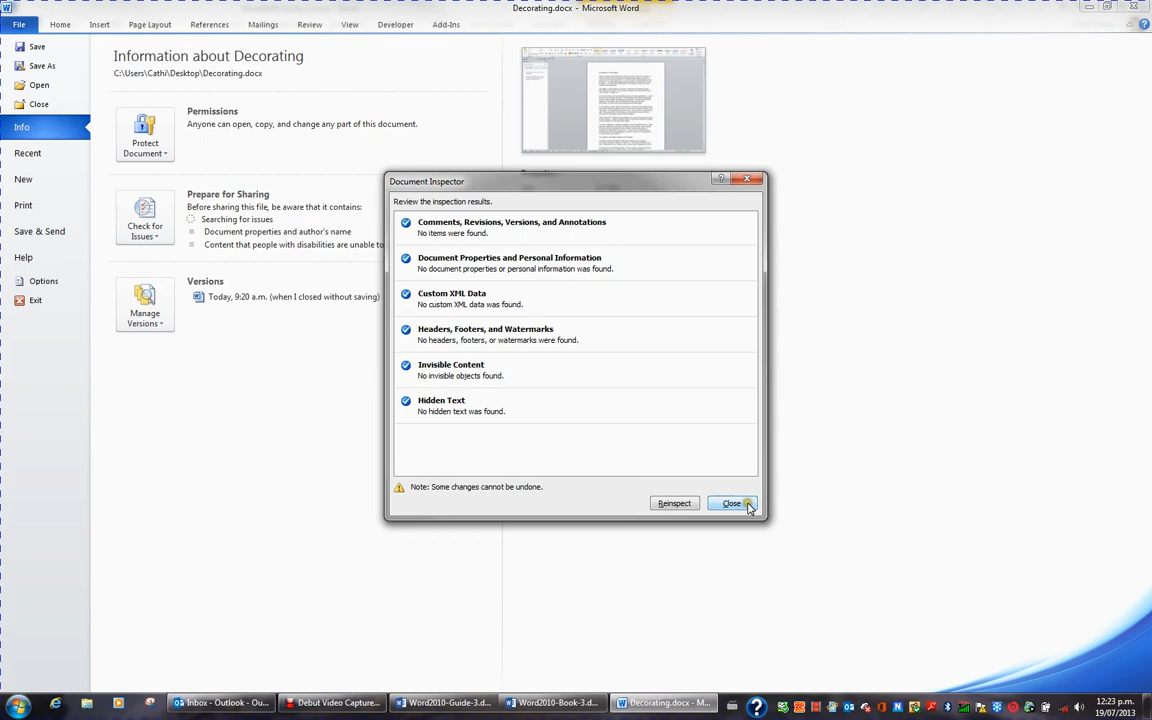 Decorating.docx - Microsoft Word
File Home Insert Page Layout References Mailings Review View Developer Add-Ins
Save
Save As
Open
Close
Info
Recent
New
Print
Save & Send
Help
Options
Exit
Information about Decorating
C:\Users\Cathi\Desktop\Decorating.docx
Protect
Document
Permissions
Anyone can open, copy, and change any part of this document.
Check for
Issues
Prepare for Sharing
Before sharing this file, be aware that it contains:
Searching for issues
Document properties and author's name
Content that people with disabilities are unable to
Manage
Versions
Versions
Today, 9:20 a.m. (when I closed without saving)
Document Inspector
Review the inspection results.
Comments, Revisions, Versions, and Annotations
No items were found.
Document Properties and Personal Information
No document properties or personal information was found.
Custom XML Data
No custom XML data was found.
Headers, Footers, and Watermarks
No headers, footers, or watermarks were found.
Invisible Content
No invisible objects found.
Hidden Text
No hidden text was found.
Note: Some changes cannot be undone.
Reinspect Close
Inbox - Outlook - Ou... Debut Video Capture... Word2010-Guide-3.d... Word2010-Book-3.d... Decorating.docx - M...
12:23 p.m.
19/07/2013